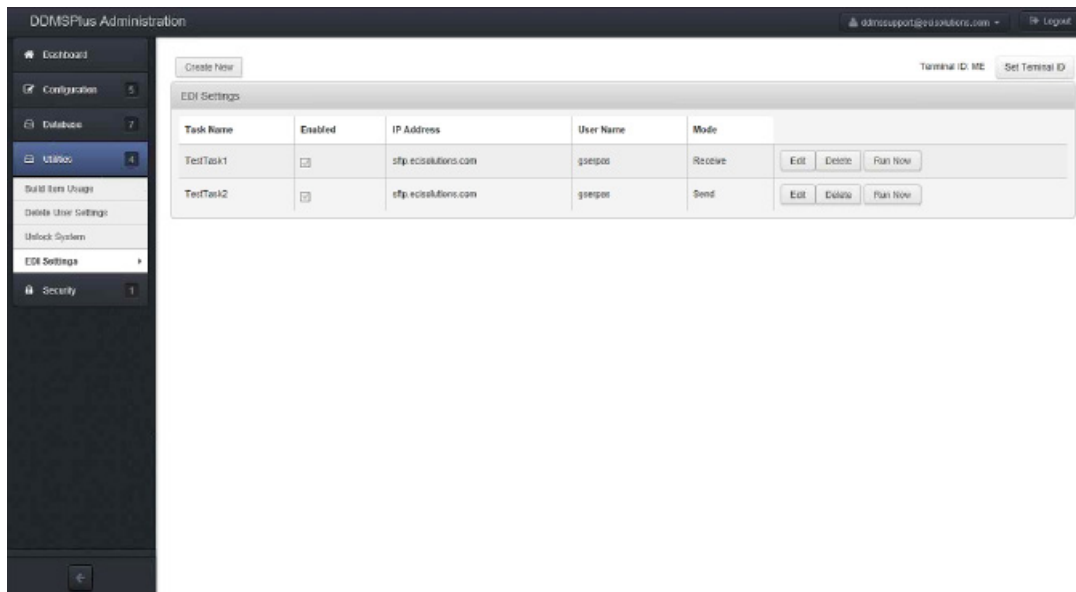 DDMSPlus Administration
ddmssupport@ecisolutions.com
Logout
Dashboard
Configuration 5
Database 7
Utilities 4
Build Item Usage
Delete User Settings
Unlock System
EDI Settings
Security 1
Create New
Terminal ID: ME
Set Terminal ID
EDI Settings
Task Name Enabled IP Address User Name Mode
TestTask1 sftp.ecisolutions.com gserpos Receive Edit Delete Run Now
TestTask2 sftp.ecisolutions.com gserpos Send Edit Delete Run Now